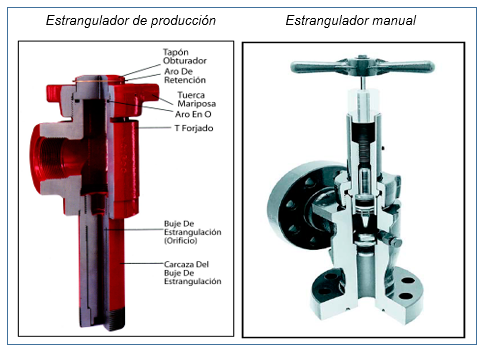 Estrangulador de producción
Estrangulador manual
Tapón
Obturador
Aro De
Retención
Tuerca
Mariposa
Aro En O
T Forjado
Buje De
Estrangulación
(Orificio)
Carcaza Del
Buje De
Estrangulación